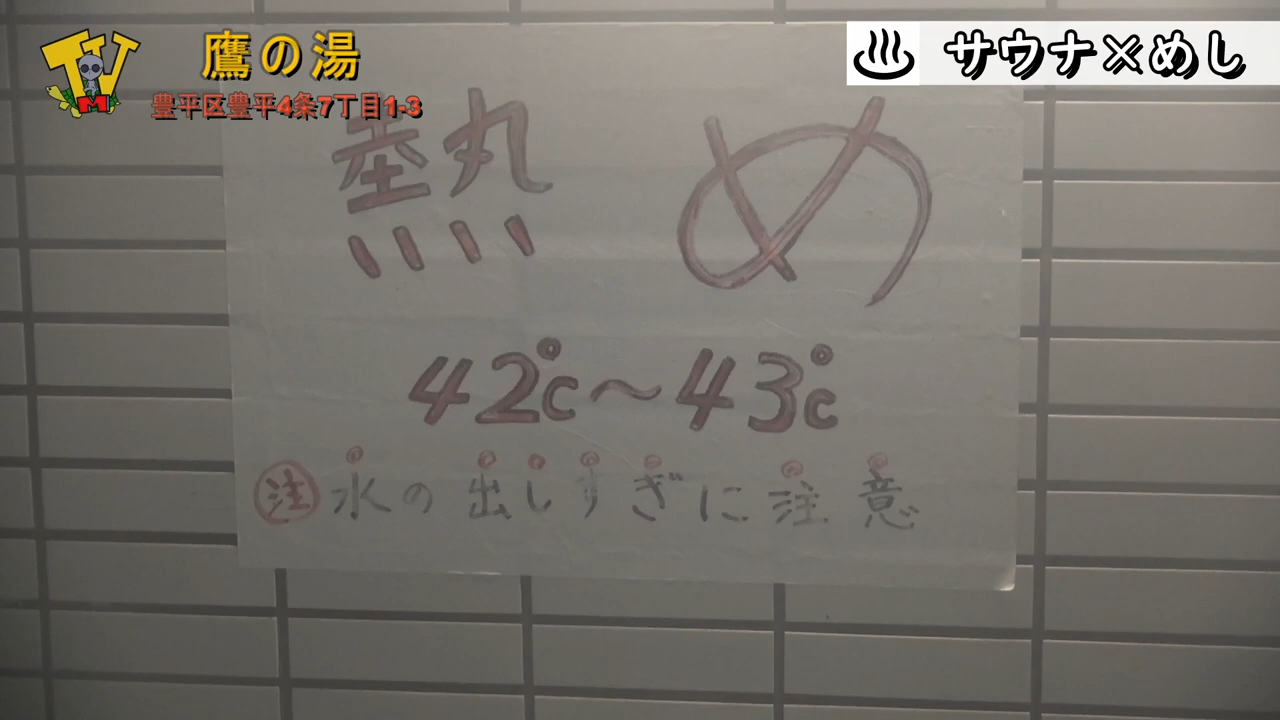 TV
M
鷹の湯
豊平区豊平4条7丁目1-3
サウナ×めし
熱め
42℃〜43℃
注 水の出しすぎに注意